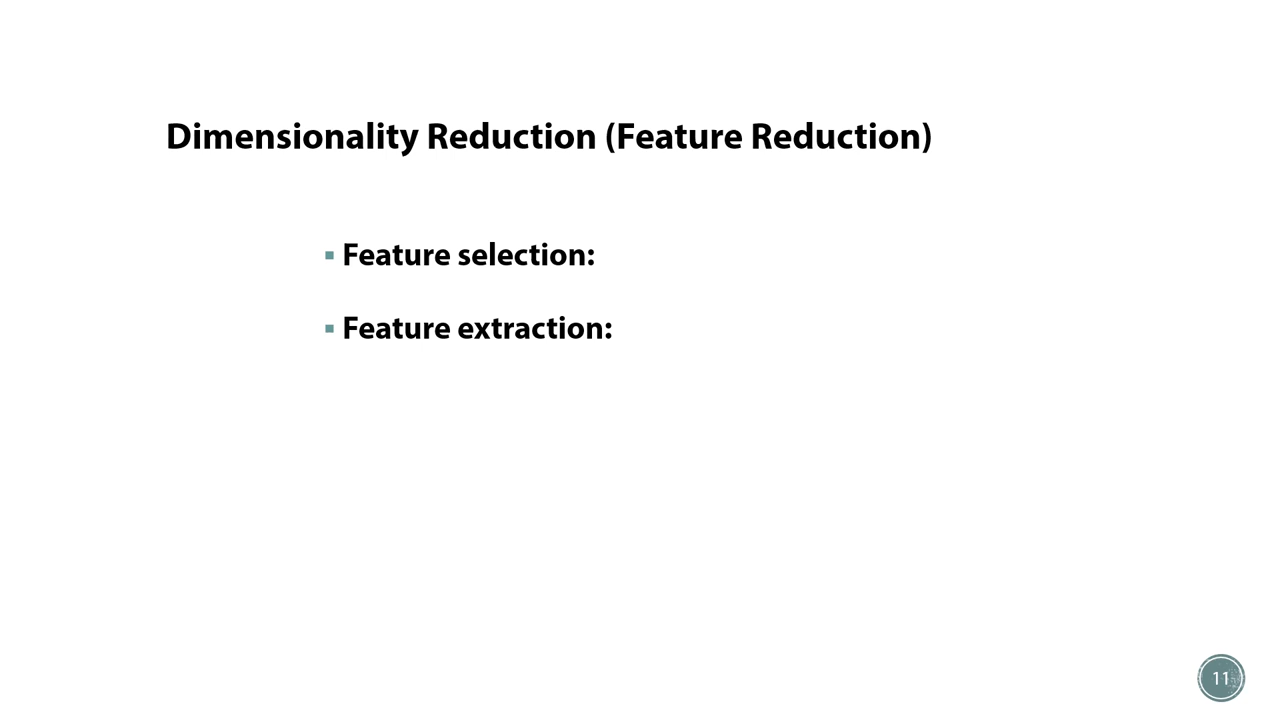 Dimensionality Reduction (Feature Reduction)
▪ Feature selection:
▪ Feature extraction:
11